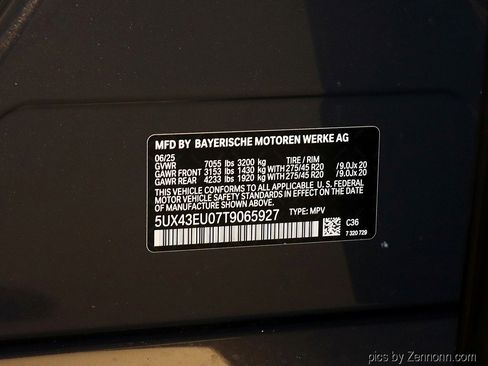 MFD BY BAYERISCHE MOTOREN WERKE AG
06/25
GVWR 7055 lbs 3200 kg TIRE / RIM
GAWR FRONT 3153 lbs 1430 kg WITH 275/45 R20 /9.0Jx 20
GAWR REAR 4233 lbs 1920 kg WITH 275/45 R20 /9.0Jx 20
THIS VEHICLE CONFORMS TO ALL APPLICABLE U. S. FEDERAL
MOTOR VEHICLE SAFETY STANDARDS IN EFFECT ON THE
DATE OF MANUFACTURE SHOWN ABOVE.
5UX43EU07T9065927 TYPE: MPV
C36
7 320 729
pics by Zennonn.com